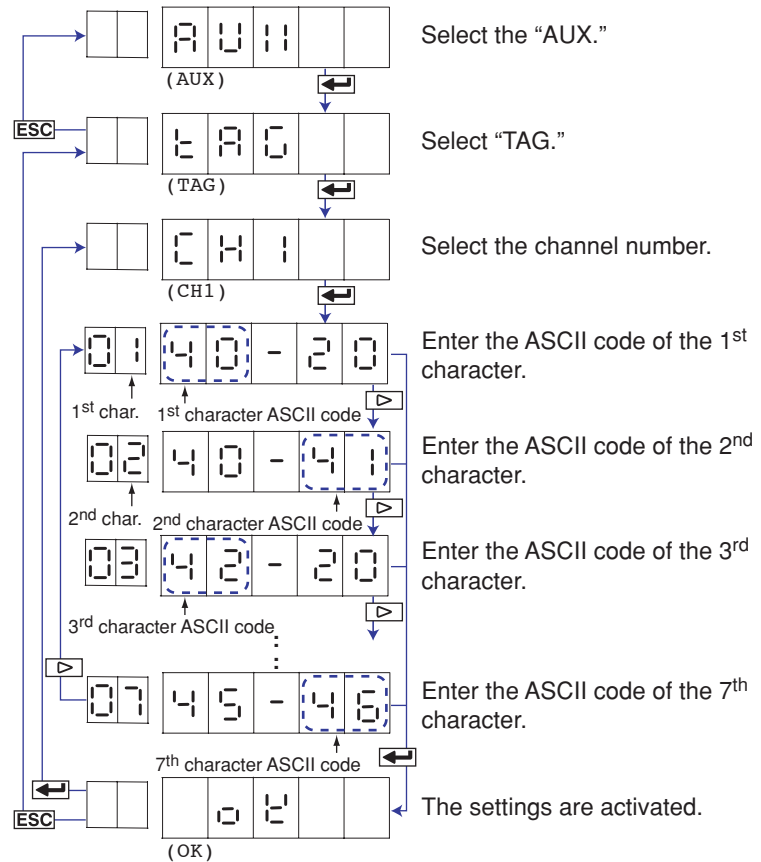 AUX Select the “AUX.”
(AUX)
ESC
tAG Select “TAG.”
(TAG)
CH1 Select the channel number.
(CH1)
01 40-20 Enter the ASCII code of the 1st
character.
1st char. 1st character ASCII code
02 40-41 Enter the ASCII code of the 2nd
character.
2nd char. 2nd character ASCII code
03 42-20 Enter the ASCII code of the 3rd
character.
3rd character ASCII code
07 45-46 Enter the ASCII code of the 7th
character.
7th character ASCII code
oK The settings are activated.
ESC
(OK)